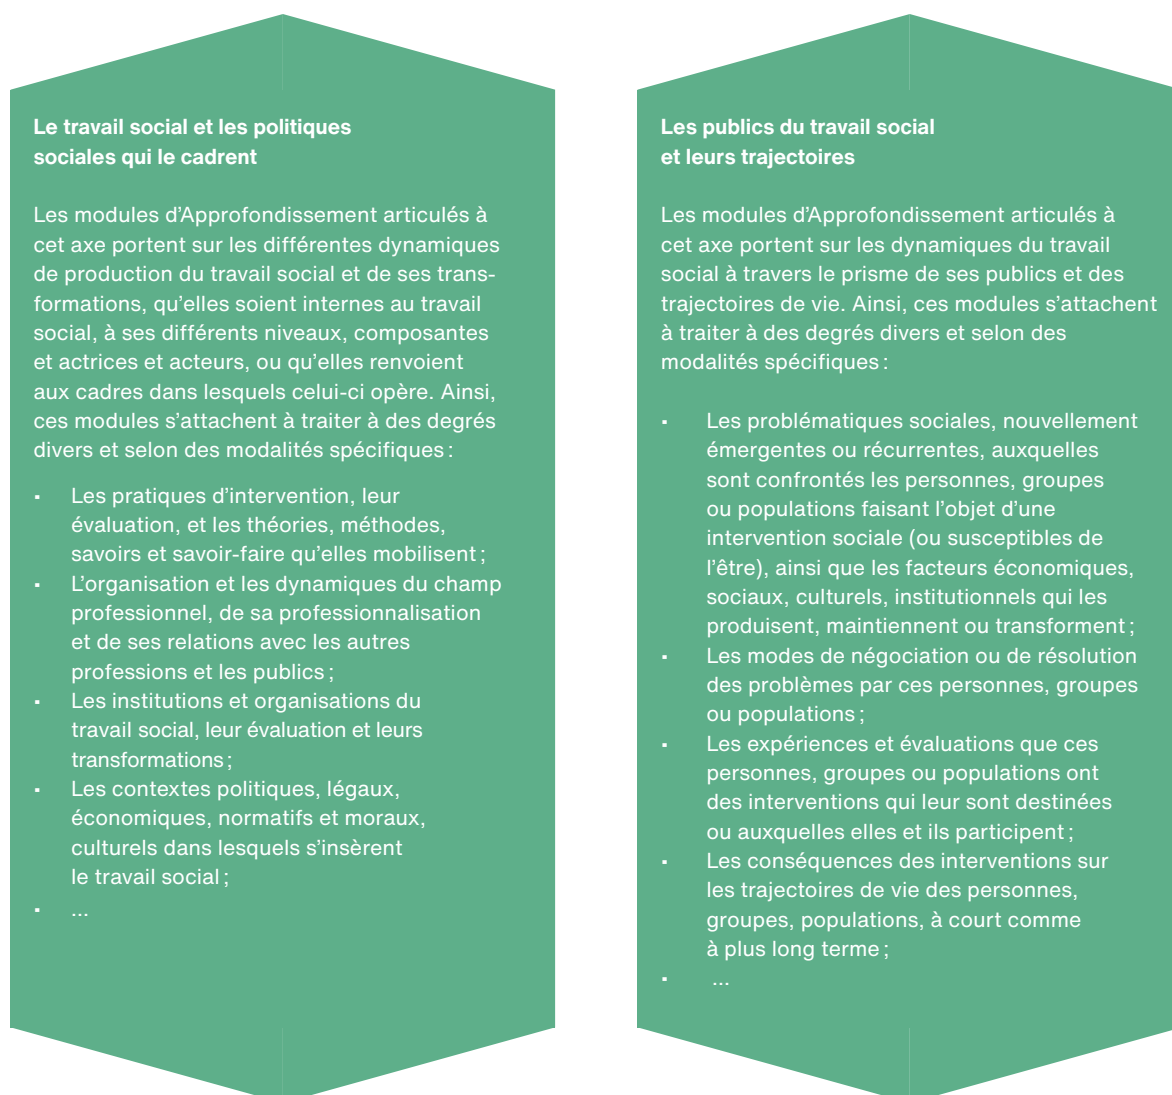 Le travail social et les politiques
sociales qui le cadrent
Les modules d’Approfondissement articulés à
cet axe portent sur les différentes dynamiques
de production du travail social et de ses trans-
formations, qu’elles soient internes au travail
social, à ses différents niveaux, composantes
et actrices et acteurs, ou qu’elles renvoient
aux cadres dans lesquels celui-ci opère. Ainsi,
ces modules s’attachent à traiter à des degrés
divers et selon des modalités spécifiques :
▪ Les pratiques d’intervention, leur
évaluation, et les théories, méthodes,
savoirs et savoir-faire qu’elles mobilisent ;
▪ L’organisation et les dynamiques du champ
professionnel, de sa professionnalisation
et de ses relations avec les autres
professions et les publics ;
▪ Les institutions et organisations du
travail social, leur évaluation et leurs
transformations ;
▪ Les contextes politiques, légaux,
économiques, normatifs et moraux,
culturels dans lesquels s’insèrent
le travail social ;
▪ ...
Les publics du travail social
et leurs trajectoires
Les modules d’Approfondissement articulés à
cet axe portent sur les dynamiques du travail
social à travers le prisme de ses publics et des
trajectoires de vie. Ainsi, ces modules s’attachent
à traiter à des degrés divers et selon des
modalités spécifiques :
▪ Les problématiques sociales, nouvellement
émergentes ou récurrentes, auxquelles
sont confrontés les personnes, groupes
ou populations faisant l’objet d’une
intervention sociale (ou susceptibles de
l’être), ainsi que les facteurs économiques,
sociaux, culturels, institutionnels qui les
produisent, maintiennent ou transforment ;
▪ Les modes de négociation ou de résolution
des problèmes par ces personnes, groupes
ou populations ;
▪ Les expériences et évaluations que ces
personnes, groupes ou populations ont
des interventions qui leur sont destinées
ou auxquelles elles et ils participent ;
▪ Les conséquences des interventions sur
les trajectoires de vie des personnes,
groupes, populations, à court comme
à plus long terme ;
▪ ...